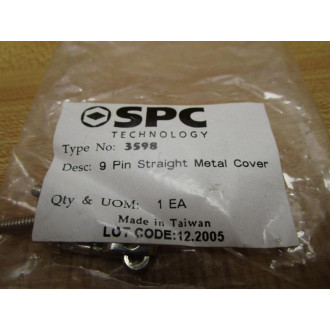 SPC
TECHNOLOGY
Type No: 3598
Desc: 9 Pin Straight Metal Cover
Qty & UOM: 1 EA
Made in Taiwan
LOT CODE:12.2005